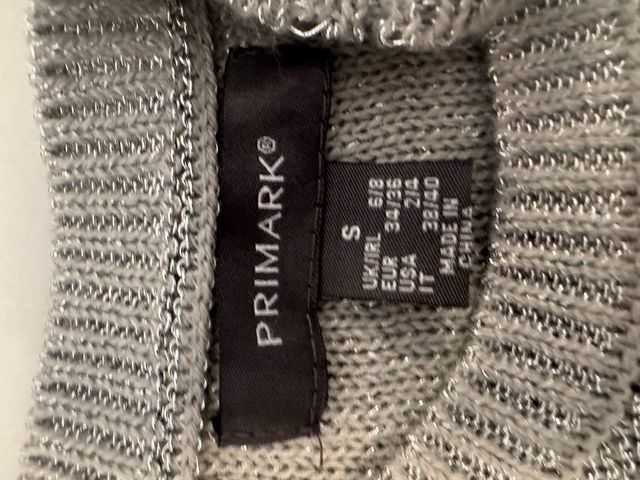 PRIMARK®
S
UK/IRL 6/8
EUR 34/36
USA 2/4
IT 38/40
MADE IN
CHINA